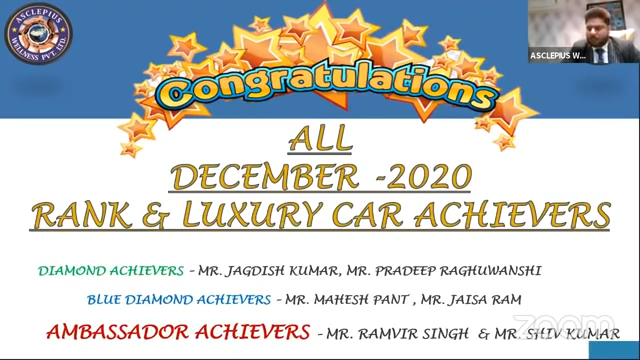 ASCLEPIUS
WELLNESS PVT. LTD.
ASCLEPIUS W...
Congratulations
ALL
DECEMBER -2020
RANK & LUXURY CAR ACHIEVERS
DIAMOND ACHIEVERS – MR. JAGDISH KUMAR, MR. PRADEEP RAGHUWANSHI
BLUE DIAMOND ACHIEVERS – MR. MAHESH PANT , MR. JAISA RAM
AMBASSADOR ACHIEVERS – MR. RAMVIR SINGH & MR. SHIV KUMAR
zoom